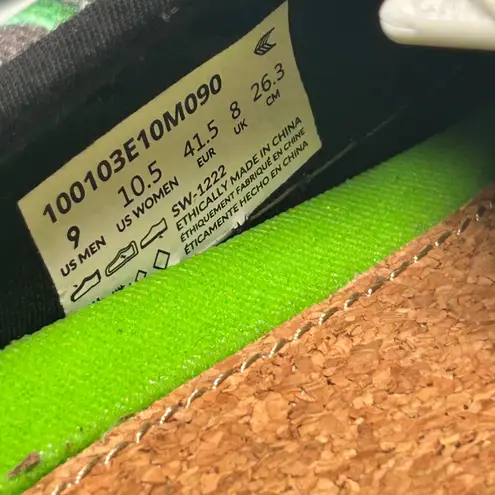 100103E10M090
9 10.5 41.5 8 26.3
US MEN US WOMEN EUR UK CM
SW-1222
ETHICALLY MADE IN CHINA
ÉTHIQUEMENT FABRIQUÉ EN CHINE
ÉTICAMENTE HECHO EN CHINA